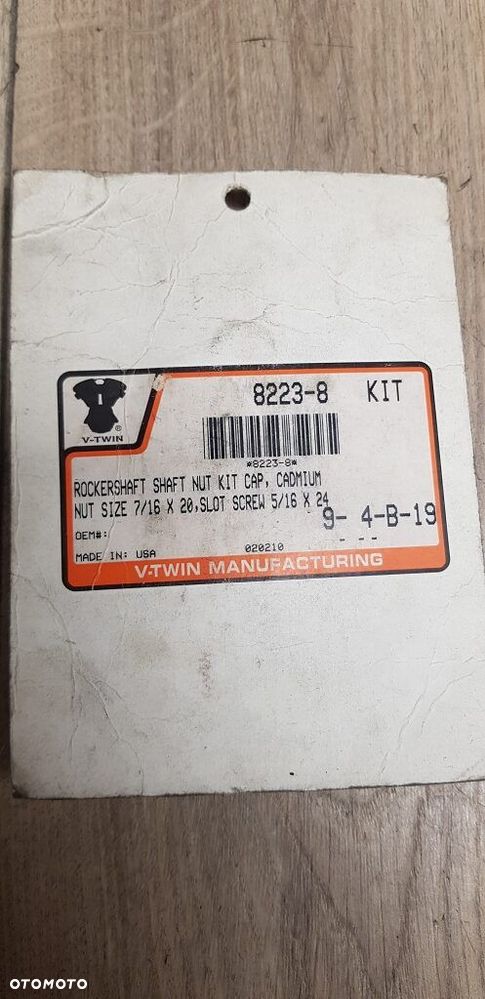 8223-8 KIT
®
V-TWIN
*8223-8*
ROCKERSHAFT SHAFT NUT KIT CAP, CADMIUM
NUT SIZE 7/16 X 20,SLOT SCREW 5/16 X 24
9- 4-B-19
OEM#:
- --
MADE IN: USA 020210
V-TWIN MANUFACTURING
OTOMOTO